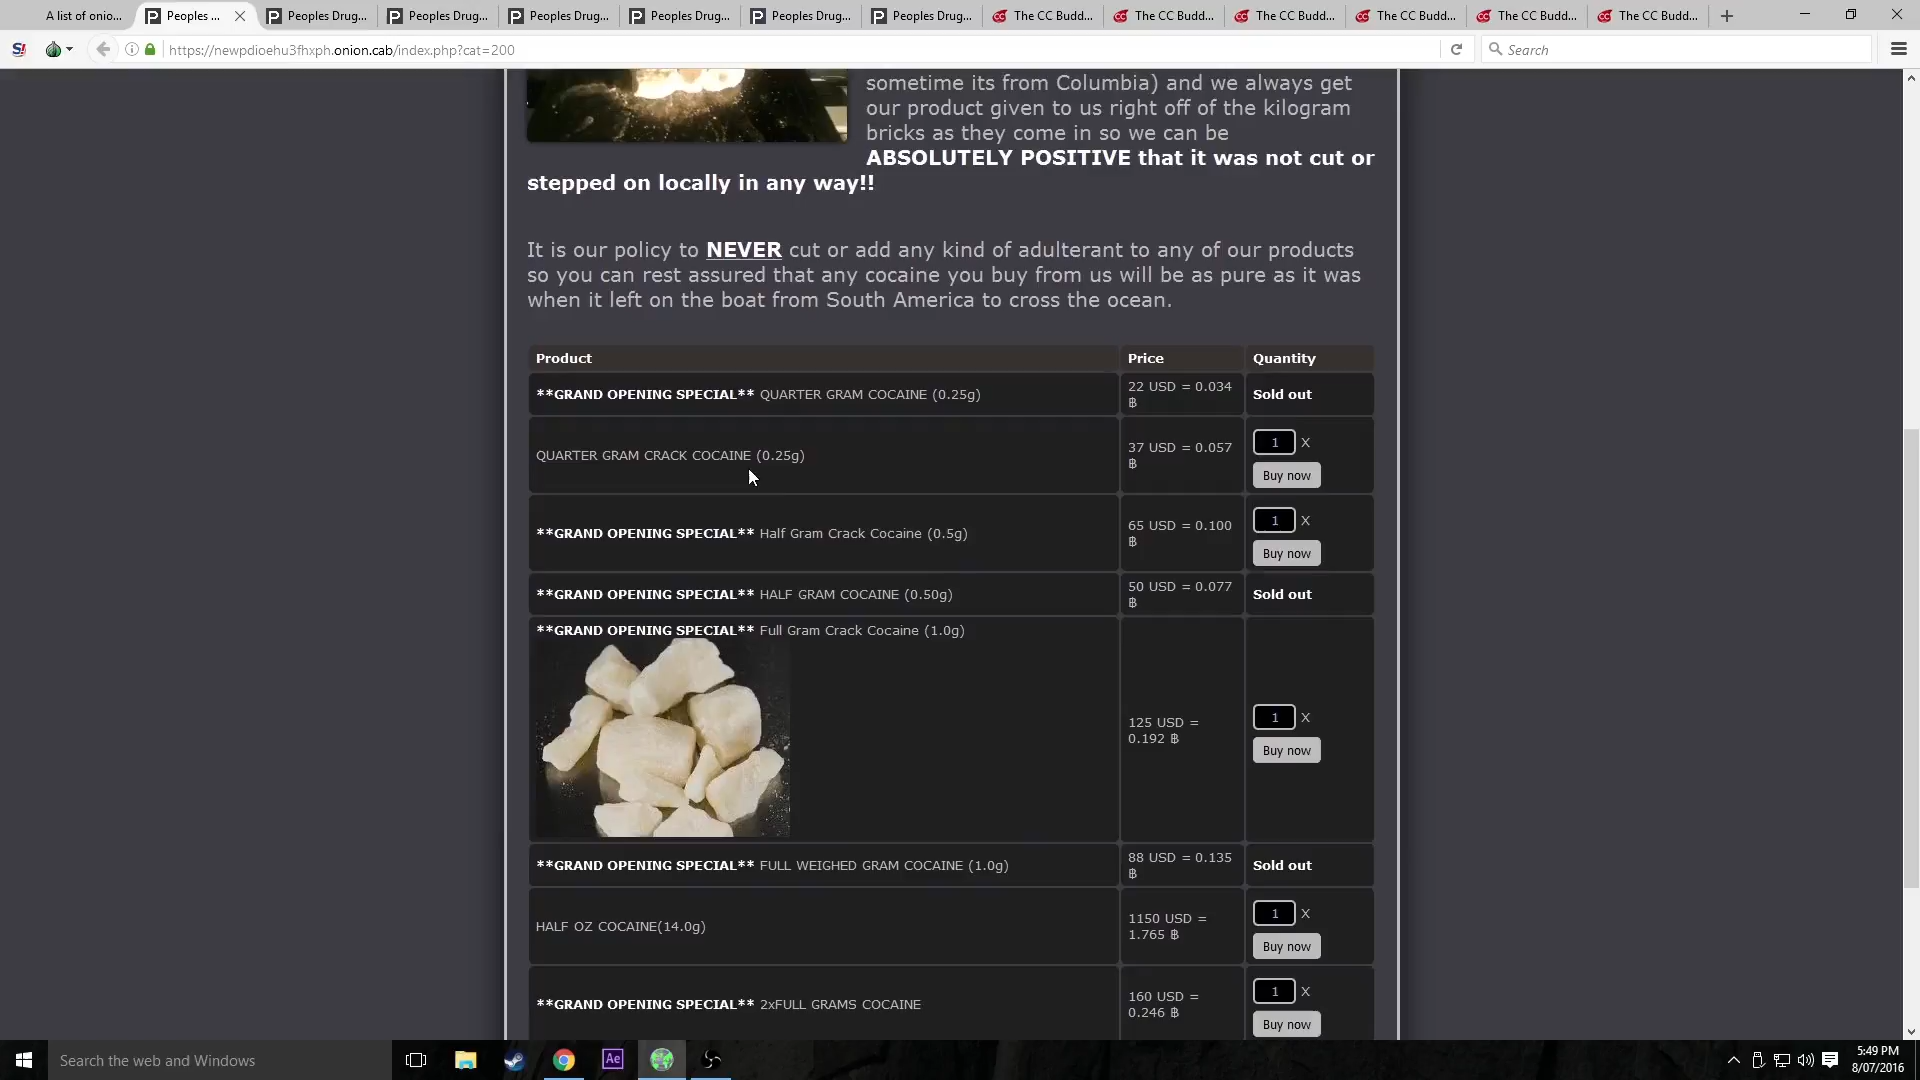 A list of onio...
Peoples ...
Peoples Drug...
Peoples Drug...
Peoples Drug...
Peoples Drug...
Peoples Drug...
Peoples Drug...
The CC Budd...
The CC Budd...
The CC Budd...
The CC Budd...
The CC Budd...
The CC Budd...
https://newpdioehu3fhxph.onion.cab/index.php?cat=200
Search
sometime its from Columbia) and we always get
our product given to us right off of the kilogram
bricks as they come in so we can be
ABSOLUTELY POSITIVE that it was not cut or
stepped on locally in any way!!
It is our policy to NEVER cut or add any kind of adulterant to any of our products
so you can rest assured that any cocaine you buy from us will be as pure as it was
when it left on the boat from South America to cross the ocean.
Product Price Quantity
**GRAND OPENING SPECIAL** QUARTER GRAM COCAINE (0.25g) 22 USD = 0.034 ฿ Sold out
QUARTER GRAM CRACK COCAINE (0.25g) 37 USD = 0.057 ฿ 1 X
Buy now
**GRAND OPENING SPECIAL** Half Gram Crack Cocaine (0.5g) 65 USD = 0.100 ฿ 1 X
Buy now
**GRAND OPENING SPECIAL** HALF GRAM COCAINE (0.50g) 50 USD = 0.077 ฿ Sold out
**GRAND OPENING SPECIAL** Full Gram Crack Cocaine (1.0g)
125 USD = 0.192 ฿ 1 X
Buy now
**GRAND OPENING SPECIAL** FULL WEIGHED GRAM COCAINE (1.0g) 88 USD = 0.135 ฿ Sold out
HALF OZ COCAINE(14.0g) 1150 USD = 1.765 ฿ 1 X
Buy now
**GRAND OPENING SPECIAL** 2xFULL GRAMS COCAINE 160 USD = 0.246 ฿ 1 X
Buy now
Search the web and Windows
Ae
5:49 PM
8/07/2016